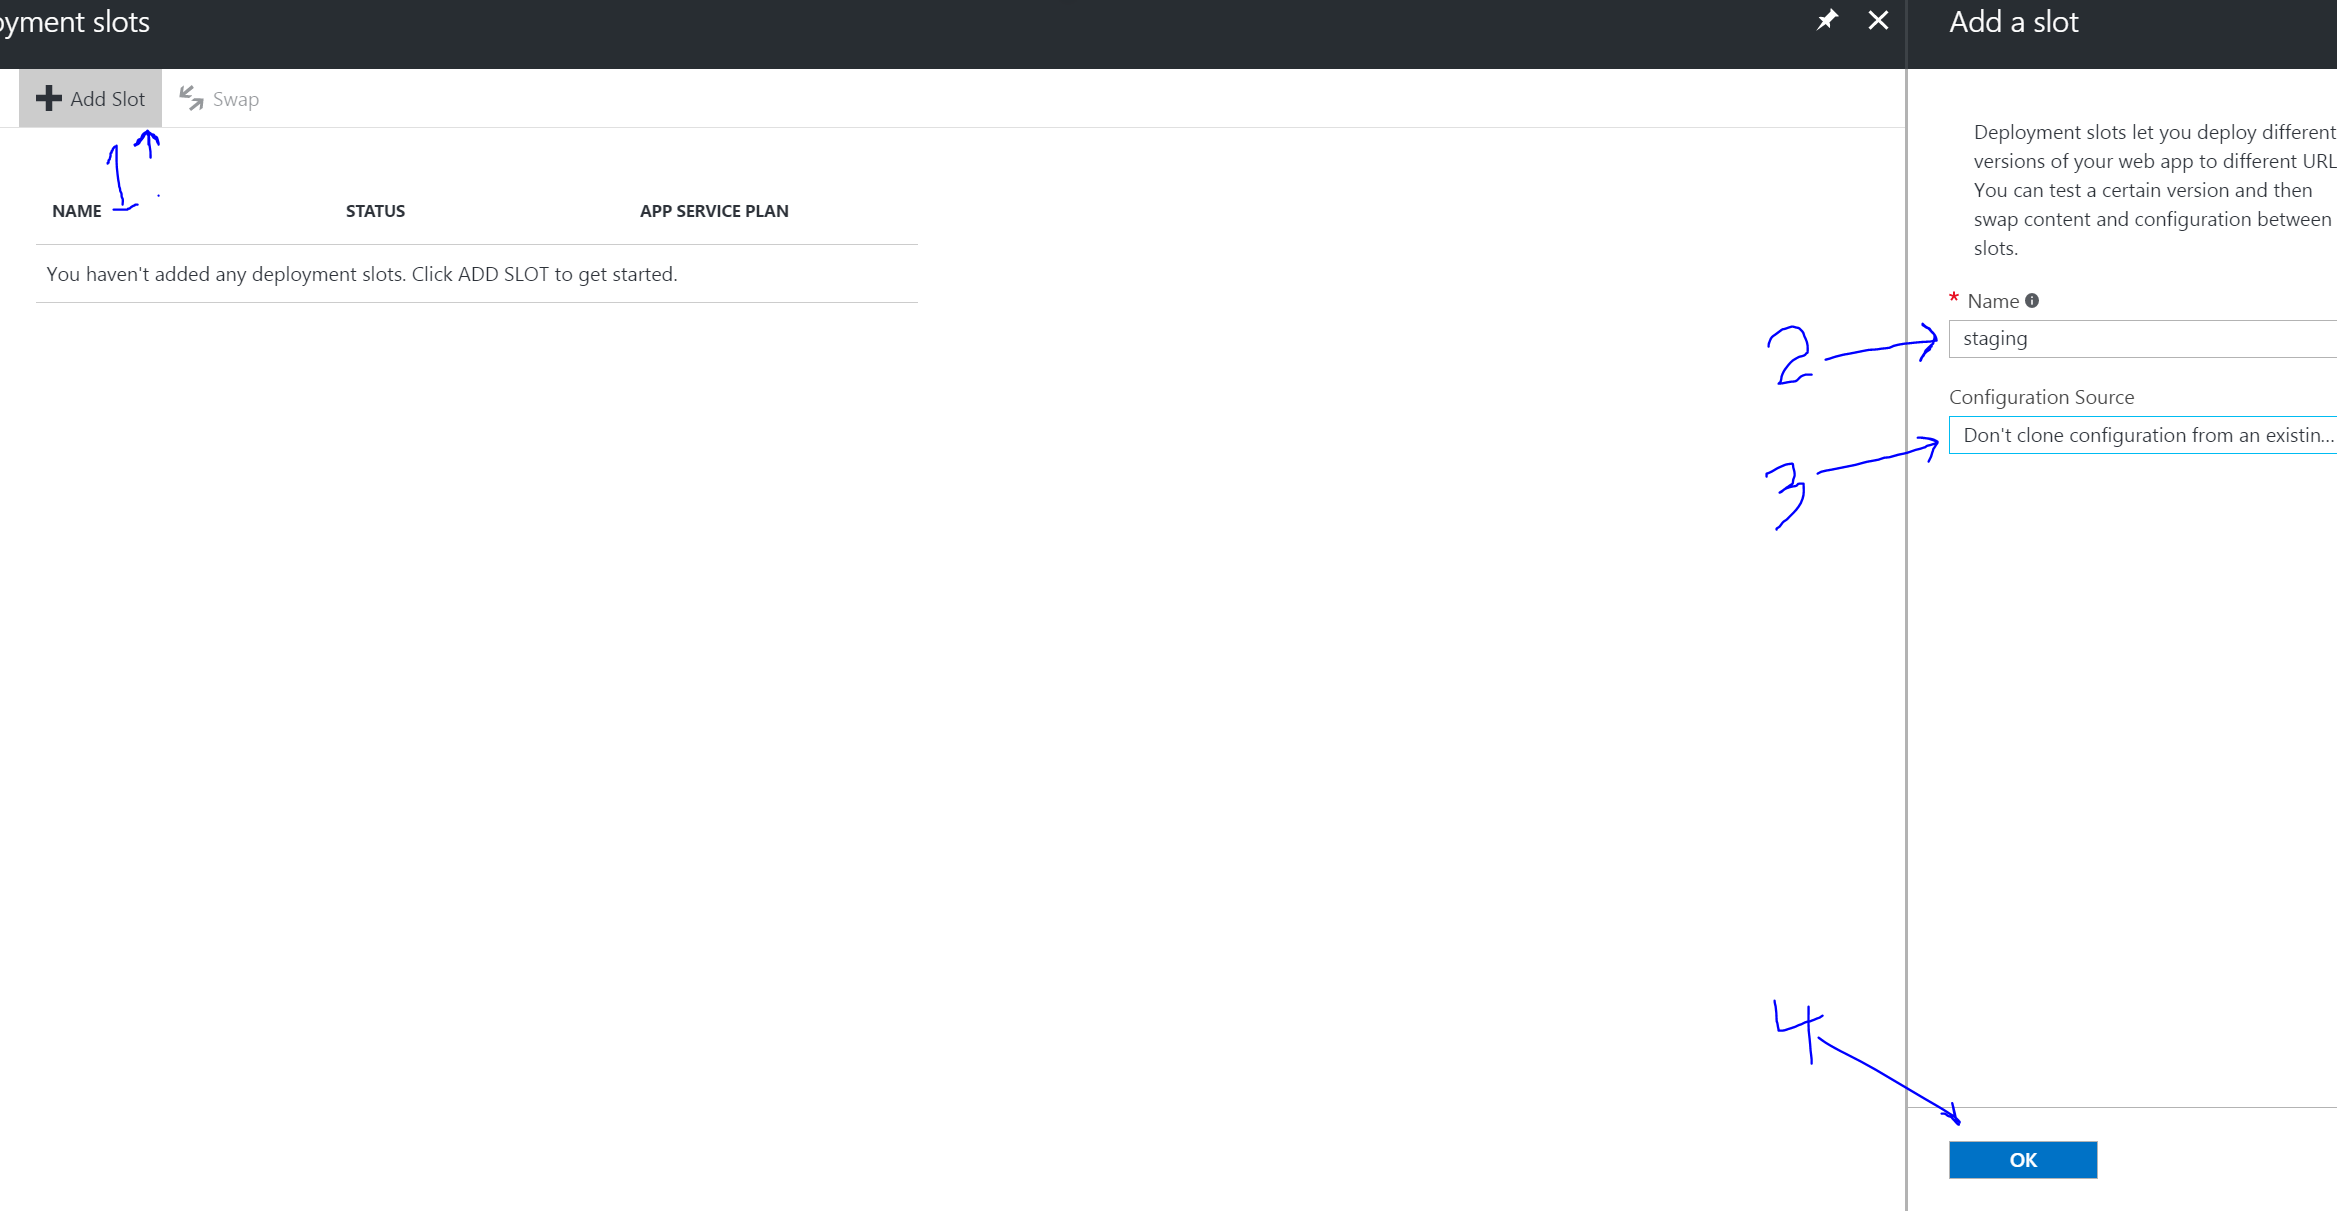 oyment slots
Add a slot
Add Slot
Swap
1
NAME
STATUS
APP SERVICE PLAN
You haven't added any deployment slots. Click ADD SLOT to get started.
Deployment slots let you deploy different
versions of your web app to different URL
You can test a certain version and then
swap content and configuration between
slots.
* Name
2
staging
Configuration Source
3
Don't clone configuration from an existin...
4
OK